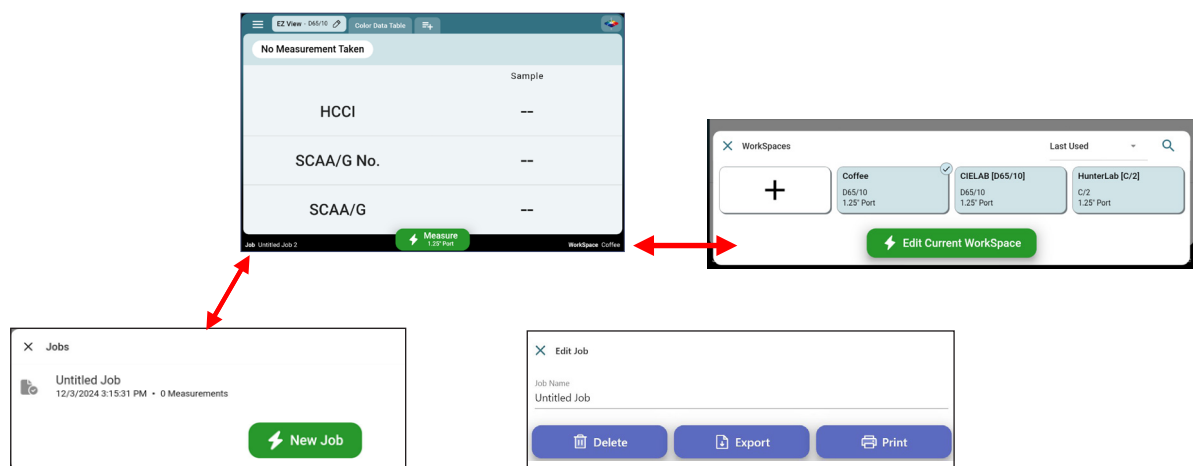 EZ View - D65/10
Color Data Table
No Measurement Taken
Sample
HCCI --
SCAA/G No. --
SCAA/G --
Job Untitled Job 2
Measure
1.25" Port
WorkSpace Coffee
WorkSpaces
Last Used
+
Coffee
D65/10
1.25" Port
CIELAB [D65/10]
D65/10
1.25" Port
HunterLab [C/2]
C/2
1.25" Port
Edit Current WorkSpace
Jobs
Untitled Job
12/3/2024 3:15:31 PM • 0 Measurements
New Job
Edit Job
Job Name
Untitled Job
Delete
Export
Print